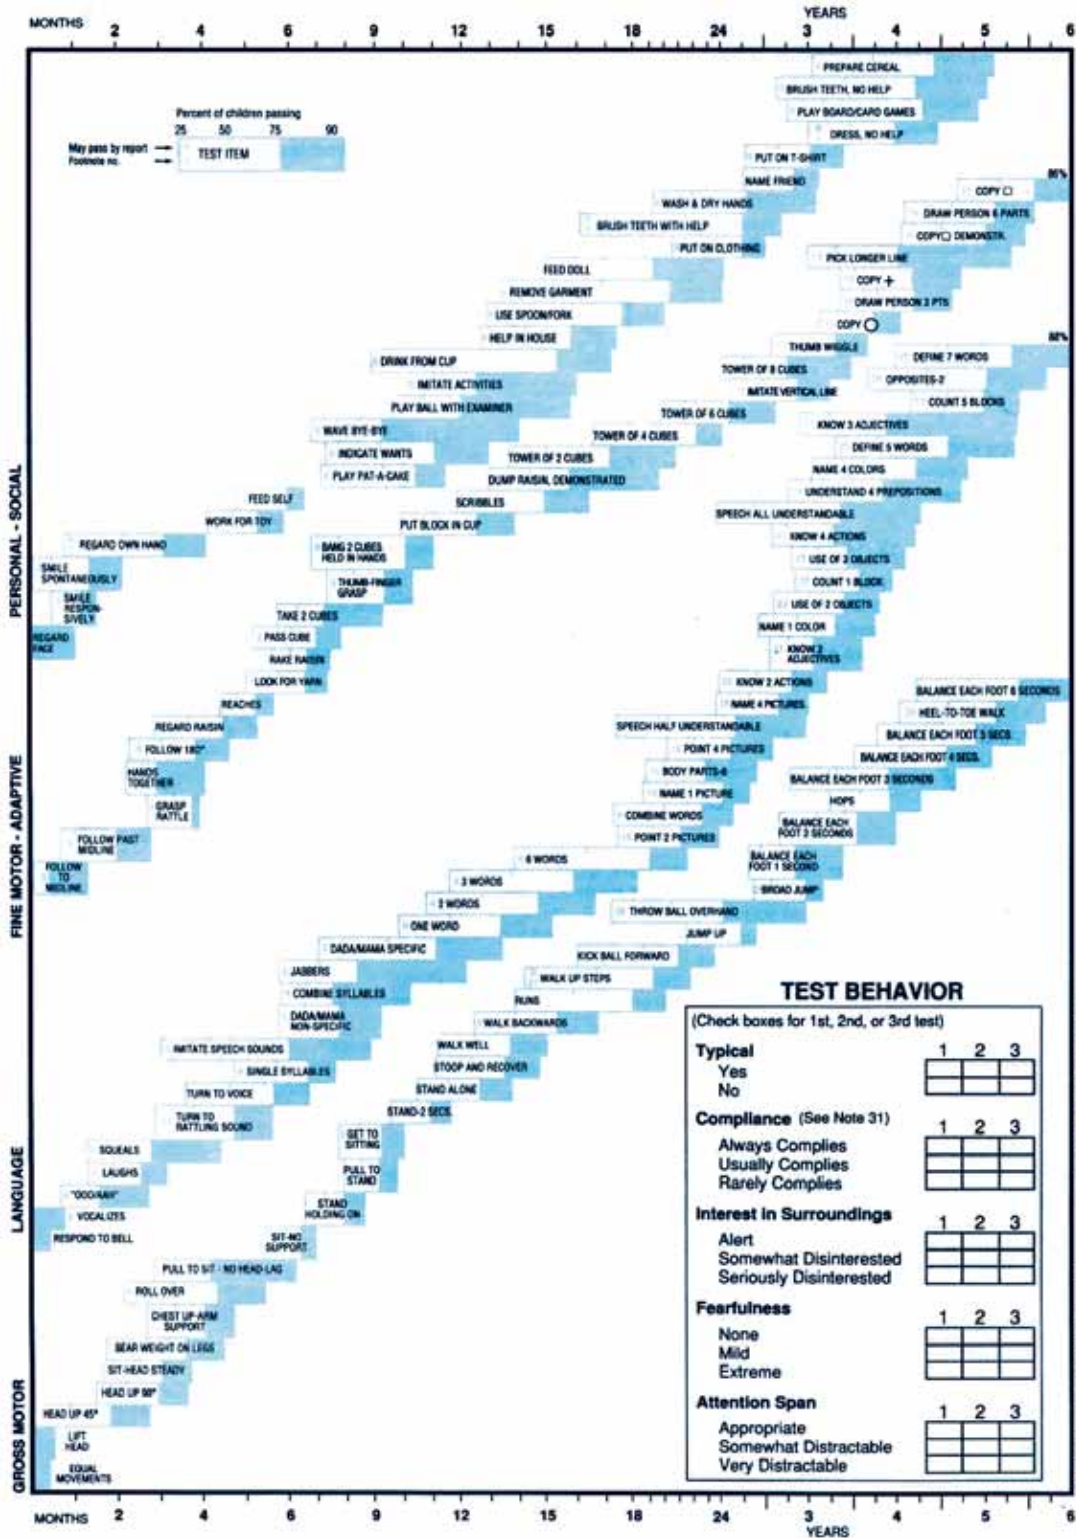 YEARS
MONTHS 2 4 6 9 12 15 18 24 3 4 5 6
PREPARE CEREAL
BRUSH TEETH, NO HELP
Percent of children passing
25 50 75 90
May pass by report
Footnote no.
TEST ITEM
PLAY BOARD/CARD GAMES
DRESS, NO HELP
PUT ON T-SHIRT
NAME FRIEND
86%
COPY □
WASH & DRY HANDS
DRAW PERSON 6 PARTS
BRUSH TEETH WITH HELP
COPY □ DEMONSTR.
PUT ON CLOTHING
PICK LONGER LINE
FEED DOLL
COPY +
REMOVE GARMENT
DRAW PERSON 3 PTS
USE SPOON/FORK
COPY ○
88%
HELP IN HOUSE
THUMB WIGGLE
DEFINE 7 WORDS
DRINK FROM CUP
TOWER OF 8 CUBES
OPPOSITES-2
IMITATE ACTIVITIES
IMITATE VERTICAL LINE
COUNT 5 BLOCKS
PLAY BALL WITH EXAMINER
TOWER OF 6 CUBES
KNOW 3 ADJECTIVES
WAVE BYE-BYE
TOWER OF 4 CUBES
DEFINE 5 WORDS
INDICATE WANTS
TOWER OF 2 CUBES
NAME 4 COLORS
PLAY PAT-A-CAKE
DUMP RAISIN, DEMONSTRATED
UNDERSTAND 4 PREPOSITIONS
FEED SELF
SCRIBBLES
SPEECH ALL UNDERSTANDABLE
WORK FOR TOY
PUT BLOCK IN CUP
KNOW 4 ACTIONS
REGARD OWN HAND
BANG 2 CUBES
HELD IN HANDS
USE OF 3 OBJECTS
SMILE
SPONTANEOUSLY
THUMB-FINGER
GRASP
COUNT 1 BLOCK
SMILE
RESPON-
SIVELY
TAKE 2 CUBES
USE OF 2 OBJECTS
PERSONAL - SOCIAL
REGARD
FACE
PASS CUBE
NAME 1 COLOR
RAKE RAISIN
KNOW 2
ADJECTIVES
LOOK FOR YARN
KNOW 2 ACTIONS
REACHES
NAME 4 PICTURES
BALANCE EACH FOOT 6 SECONDS
REGARD RAISIN
SPEECH HALF UNDERSTANDABLE
HEEL-TO-TOE WALK
FOLLOW 180°
POINT 4 PICTURES
BALANCE EACH FOOT 5 SECS.
HANDS
TOGETHER
BODY PARTS-6
BALANCE EACH FOOT 4 SECS.
NAME 1 PICTURE
BALANCE EACH FOOT 3 SECONDS
GRASP
RATTLE
COMBINE WORDS
HOPS
FOLLOW PAST
MIDLINE
POINT 2 PICTURES
BALANCE EACH
FOOT 2 SECONDS
FOLLOW
TO
MIDLINE
6 WORDS
BALANCE EACH
FOOT 1 SECOND
3 WORDS
BROAD JUMP
FINE MOTOR - ADAPTIVE
2 WORDS
THROW BALL OVERHAND
ONE WORD
JUMP UP
DADA/MAMA SPECIFIC
KICK BALL FORWARD
JABBERS
WALK UP STEPS
COMBINE SYLLABLES
RUNS
DADA/MAMA
NON-SPECIFIC
WALK BACKWARDS
IMITATE SPEECH SOUNDS
WALK WELL
SINGLE SYLLABLES
STOOP AND RECOVER
TURN TO VOICE
STAND ALONE
TURN TO
RATTLING SOUND
STAND-2 SECS.
SQUEALS
GET TO
SITTING
LAUGHS
PULL TO
STAND
"OOO/AAH"
STAND
HOLDING ON
LANGUAGE
VOCALIZES
RESPOND TO BELL
SIT-NO
SUPPORT
PULL TO SIT - NO HEAD-LAG
ROLL OVER
CHEST UP-ARM
SUPPORT
BEAR WEIGHT ON LEGS
SIT-HEAD STEADY
HEAD UP 90°
HEAD UP 45°
LIFT
HEAD
EQUAL
MOVEMENTS
GROSS MOTOR
TEST BEHAVIOR
(Check boxes for 1st, 2nd, or 3rd test)
Typical 1 2 3
Yes
No
Compliance (See Note 31) 1 2 3
Always Complies
Usually Complies
Rarely Complies
Interest in Surroundings 1 2 3
Alert
Somewhat Disinterested
Seriously Disinterested
Fearfulness 1 2 3
None
Mild
Extreme
Attention Span 1 2 3
Appropriate
Somewhat Distractable
Very Distractable
MONTHS 2 4 6 9 12 15 18 24 3 4 5 6
YEARS